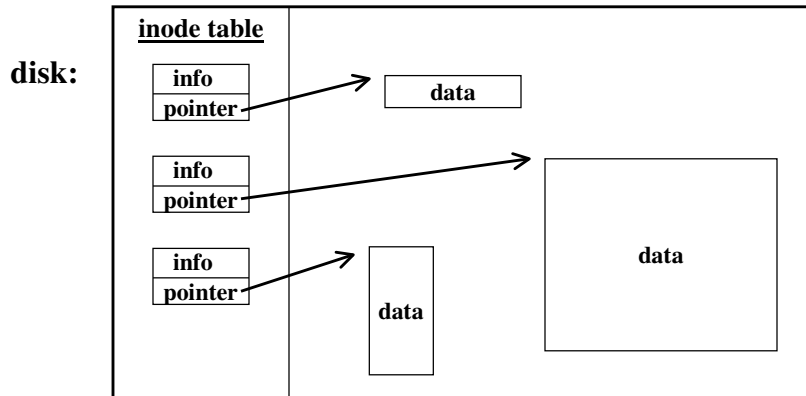 inode table
disk:
info
pointer
data
info
pointer
data
info
pointer
data